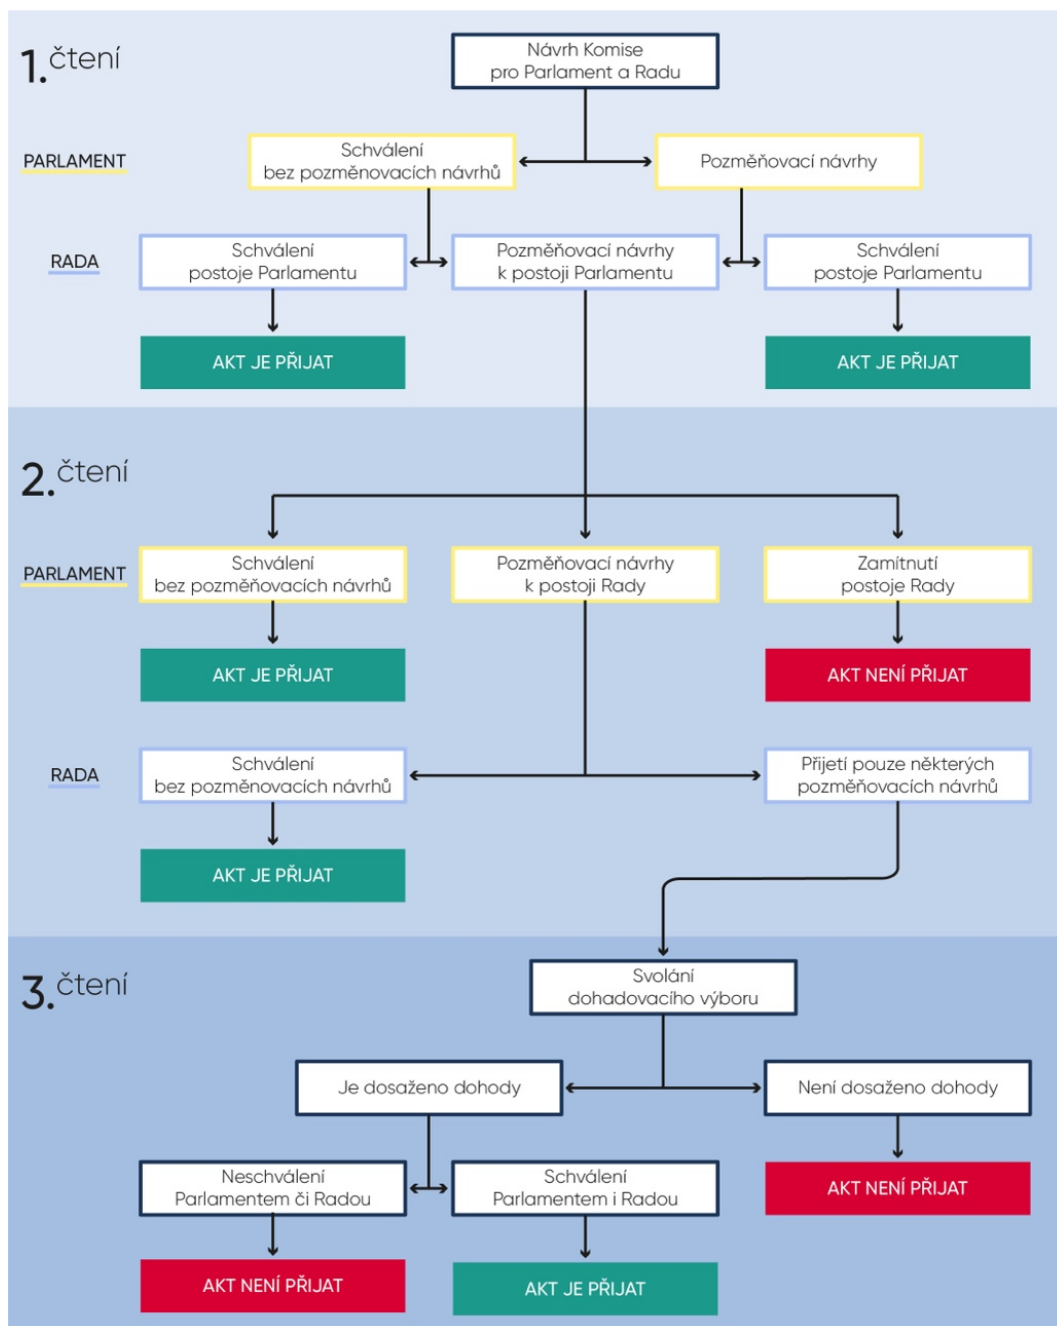 1. čtení
Návrh Komise
pro Parlament a Radu
PARLAMENT
Schválení
bez pozměnovacích návrhů
Pozměňovací návrhy
RADA
Schválení
postoje Parlamentu
Pozměňovací návrhy
k postoji Parlamentu
Schválení
postoje Parlamentu
AKT JE PŘIJAT
AKT JE PŘIJAT
2. čtení
PARLAMENT
Schválení
bez pozměňovacích návrhů
Pozměňovací návrhy
k postoji Rady
Zamítnutí
postoje Rady
AKT JE PŘIJAT
AKT NENÍ PŘIJAT
RADA
Schválení
bez pozměnovacích návrhů
Přijetí pouze některých
pozměňovacích návrhů
AKT JE PŘIJAT
3. čtení
Svolání
dohadovacího výboru
Je dosaženo dohody
Není dosaženo dohody
Neschválení
Parlamentem či Radou
Schválení
Parlamentem i Radou
AKT NENÍ PŘIJAT
AKT NENÍ PŘIJAT
AKT JE PŘIJAT